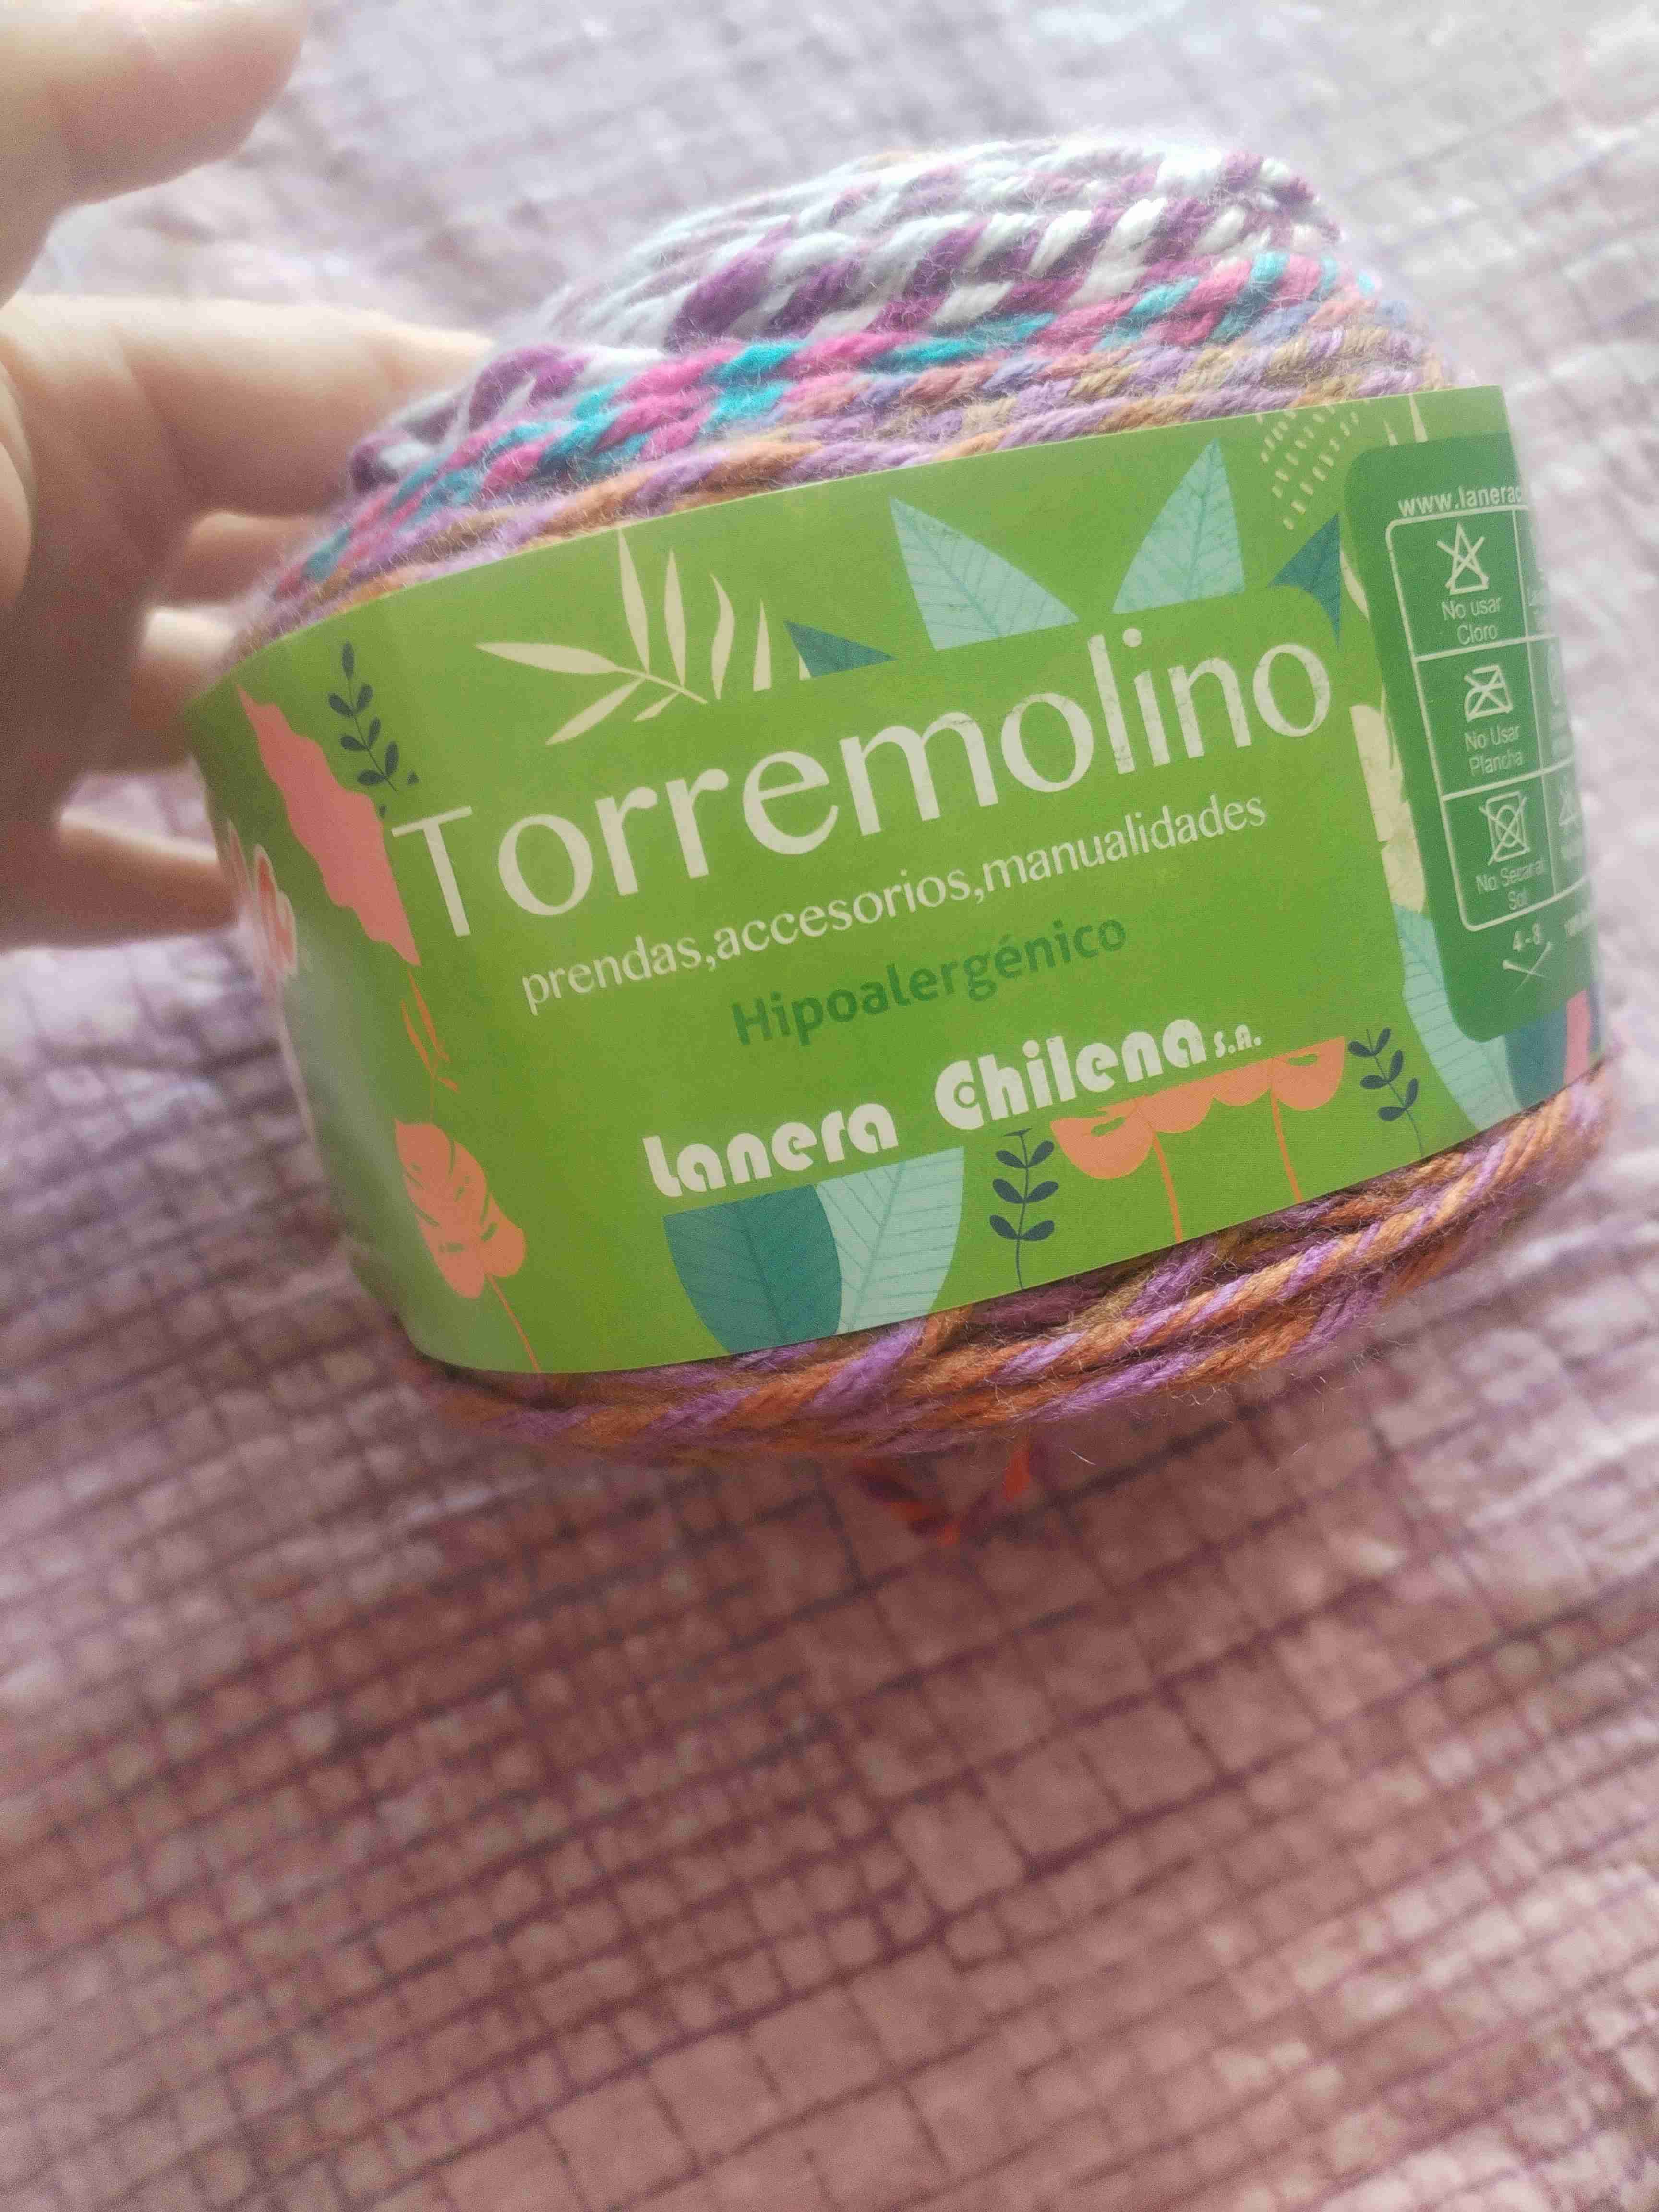 Torremolino
prendas,accesorios,manualidades
Hipoalergénico
Lanera Chilena S.A.
www.lanerac
No usar
Cloro
No Usar
Plancha
No Secar al
Sol
4-8